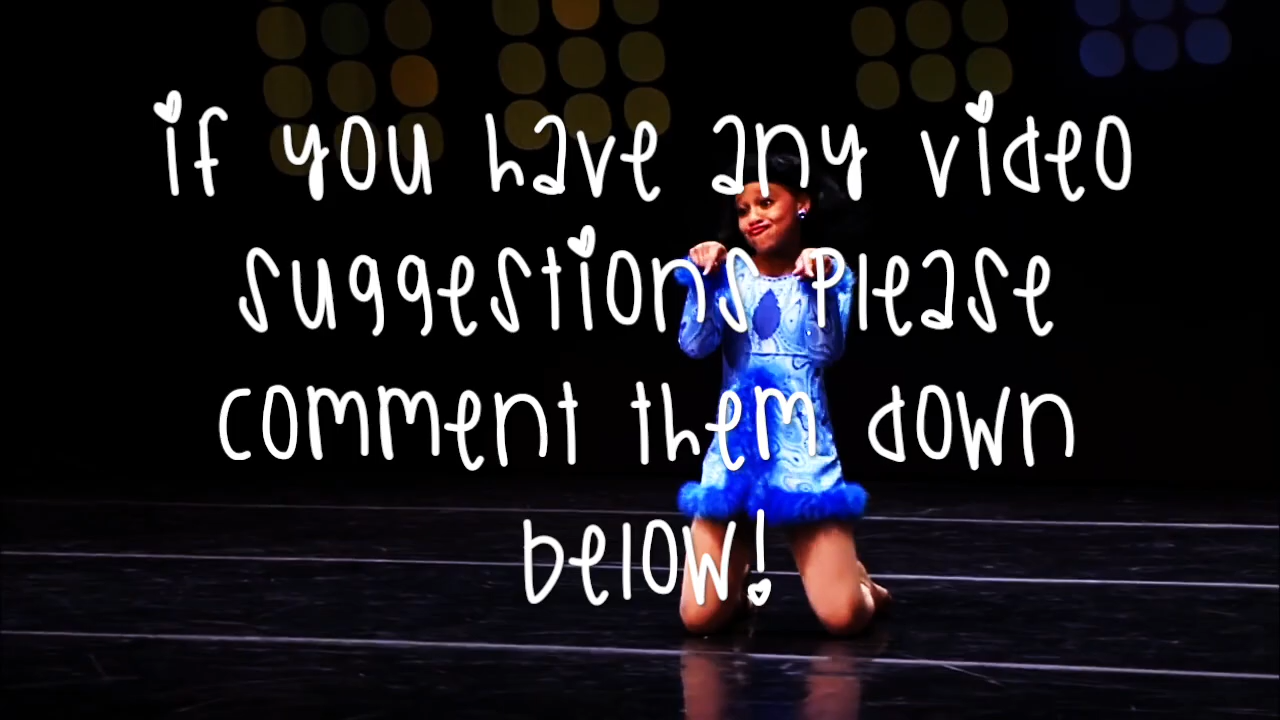 if you have any video
suggestions please
comment them down
below!